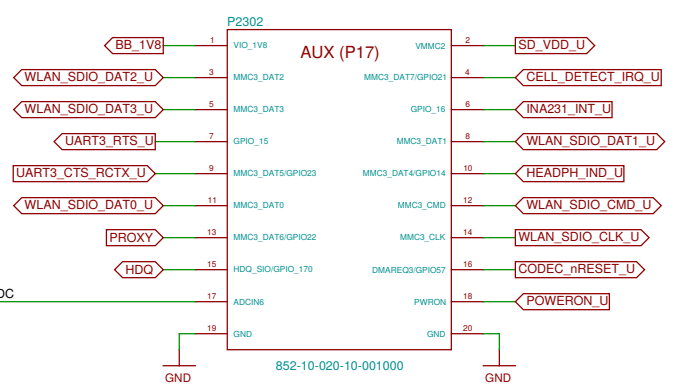 P2302
AUX (P17)
BB_1V8 1 VIO_1V8 VMMC2 2 SD_VDD_U
WLAN_SDIO_DAT2_U 3 MMC3_DAT2 MMC3_DAT7/GPIO21 4 CELL_DETECT_IRQ_U
WLAN_SDIO_DAT3_U 5 MMC3_DAT3 GPIO_16 6 INA231_INT_U
UART3_RTS_U 7 GPIO_15 MMC3_DAT1 8 WLAN_SDIO_DAT1_U
UART3_CTS_RCTX_U 9 MMC3_DAT5/GPIO23 MMC3_DAT4/GPIO14 10 HEADPH_IND_U
WLAN_SDIO_DAT0_U 11 MMC3_DAT0 MMC3_CMD 12 WLAN_SDIO_CMD_U
PROXY 13 MMC3_DAT6/GPIO22 MMC3_CLK 14 WLAN_SDIO_CLK_U
HDQ 15 HDQ_SIO/GPIO_170 DMAREQ3/GPIO57 16 CODEC_nRESET_U
17 ADCIN6 PWRON 18 POWERON_U
19 GND GND 20
852-10-020-10-001000
GND GND